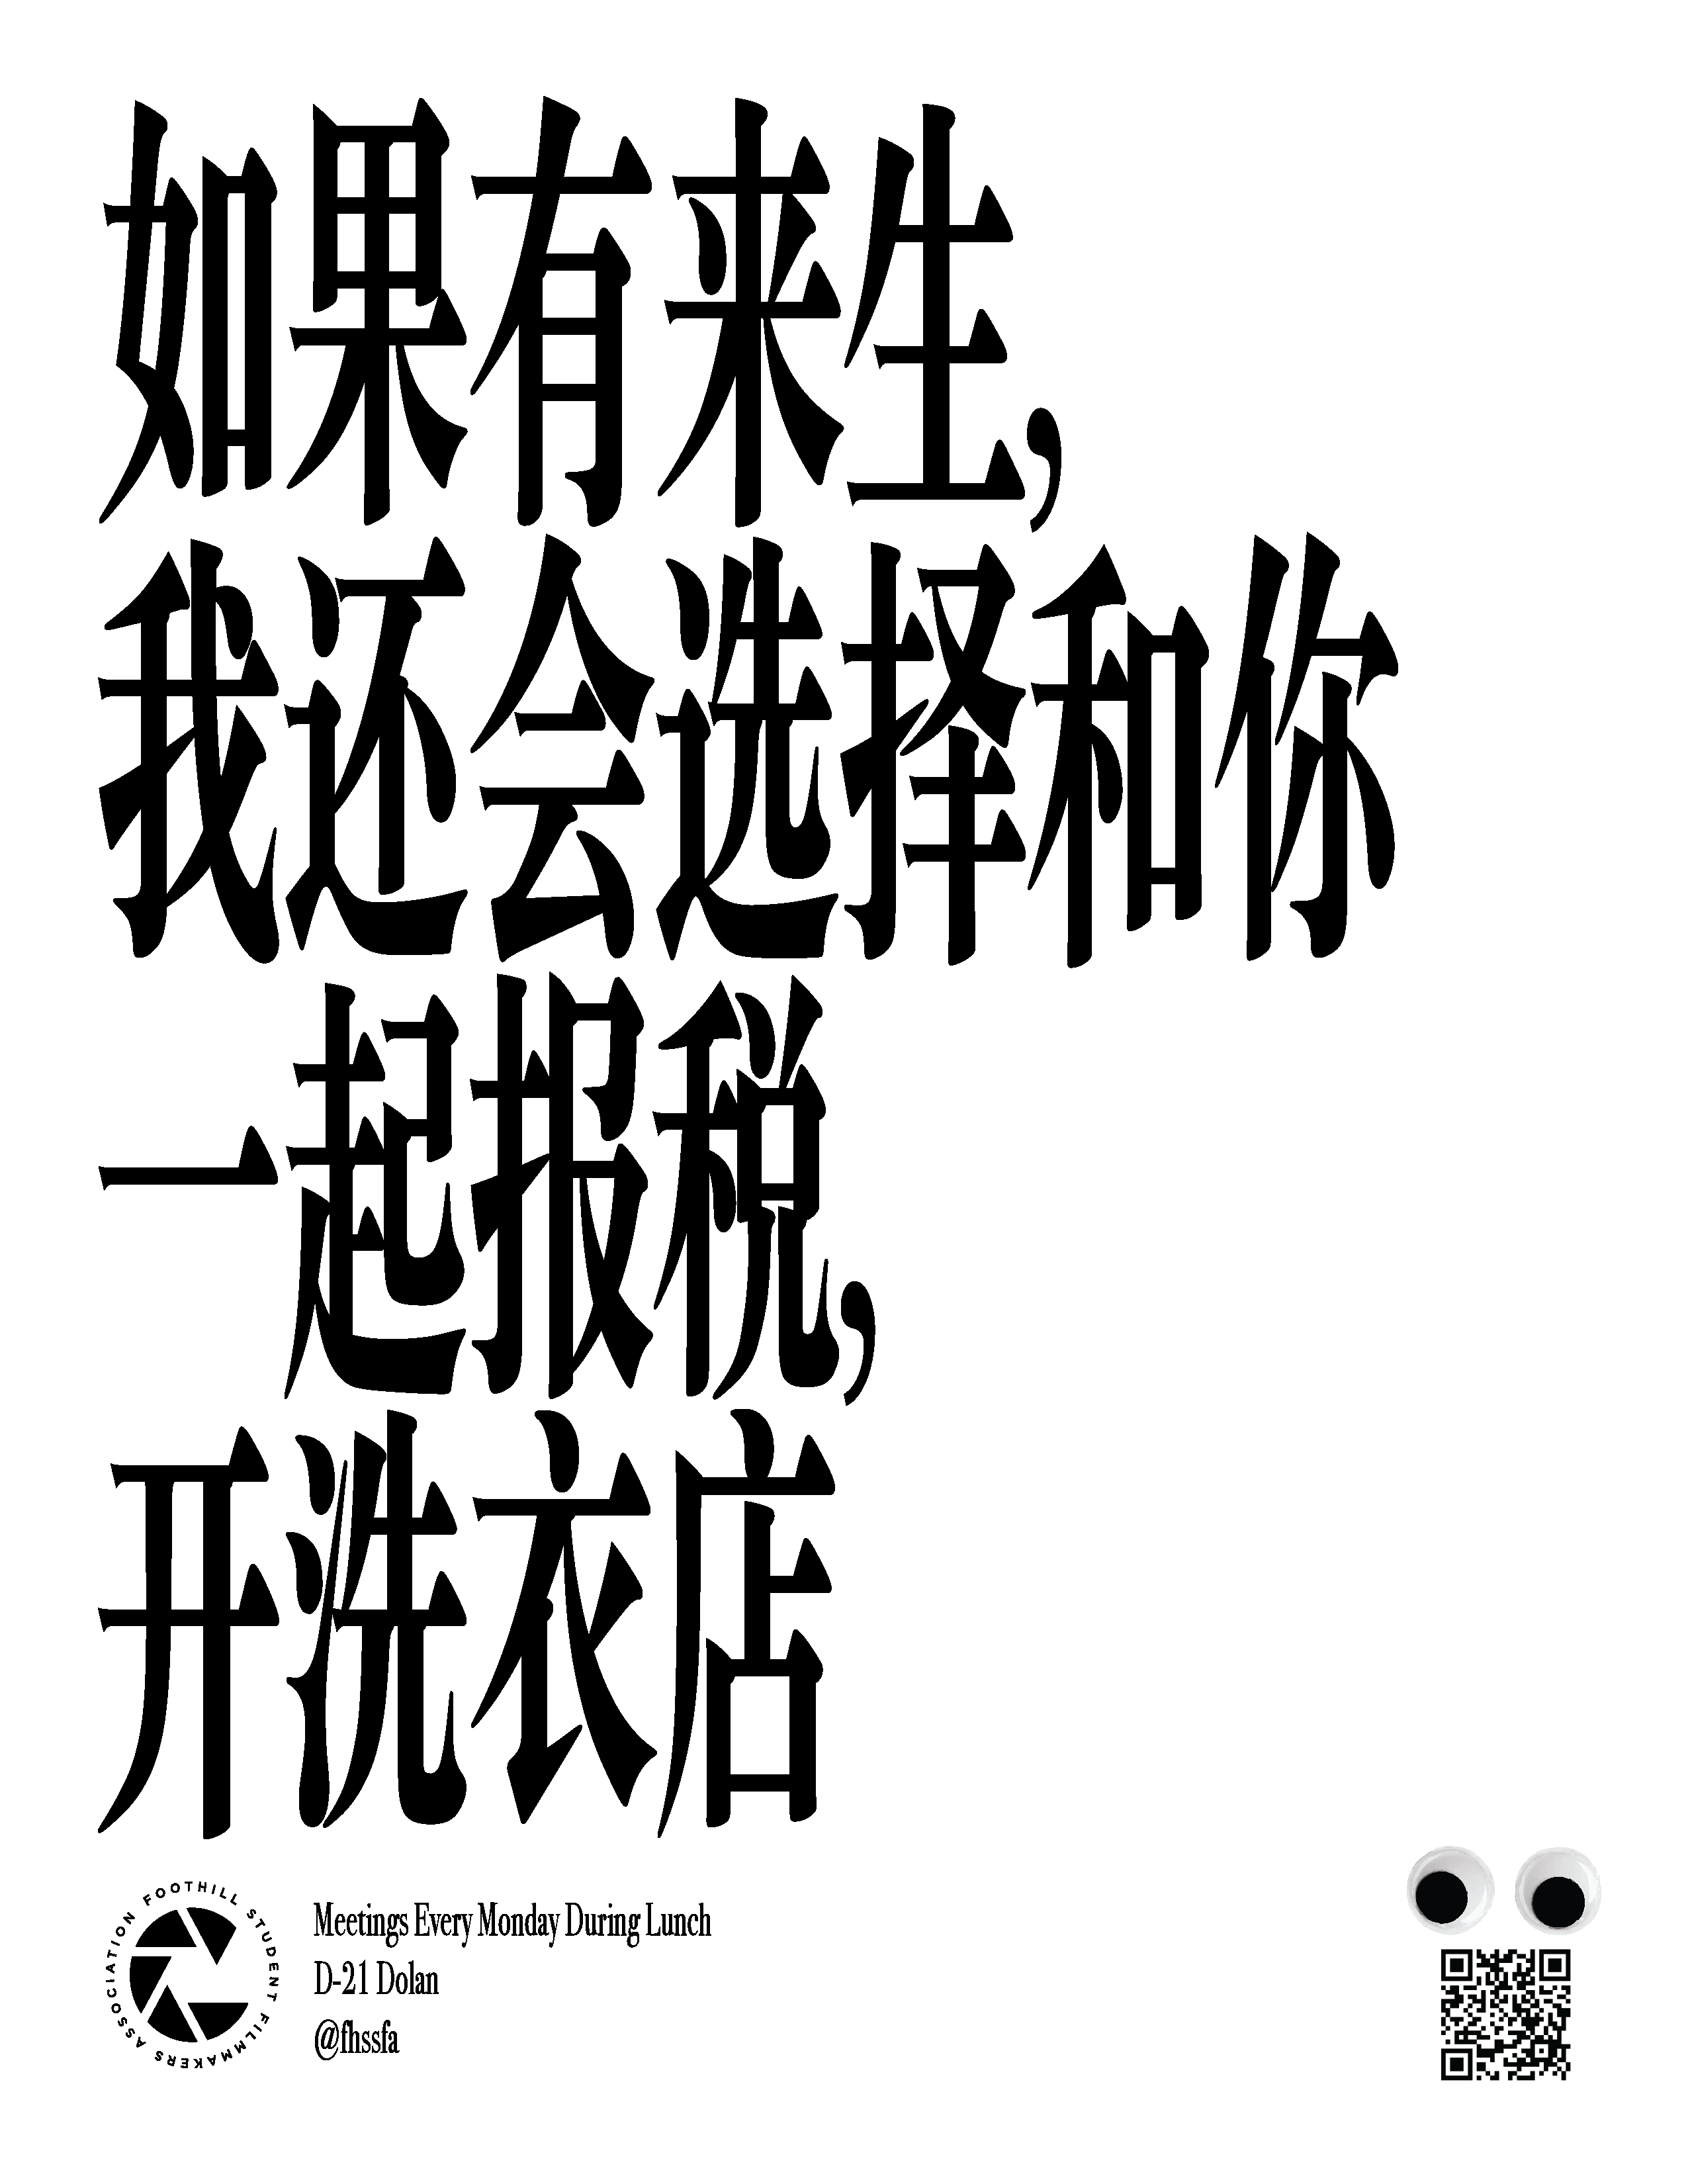 如果有来生,
我还会选择和你
一起报税,
开洗衣店
FOOTHILL STUDENT FILMMAKERS ASSOCIATION
Meetings Every Monday During Lunch
D-21 Dolan
@fhssfa